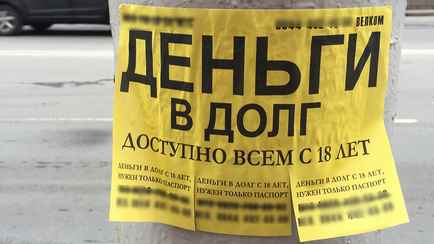 ВЕЛКОМ
ДЕНЬГИ
В ДОЛГ
ДОСТУПНО ВСЕМ С 18 ЛЕТ
ДЕНЬГИ В ДОЛГ С 18 ЛЕТ,
НУЖЕН ТОЛЬКО ПАСПОРТ
ДЕНЬГИ В ДОЛГ С 18 ЛЕТ,
НУЖЕН ТОЛЬКО ПАСПОРТ
ДЕНЬГИ В ДОЛГ С 18 ЛЕТ,
НУЖЕН ТОЛЬКО ПАСПОРТ